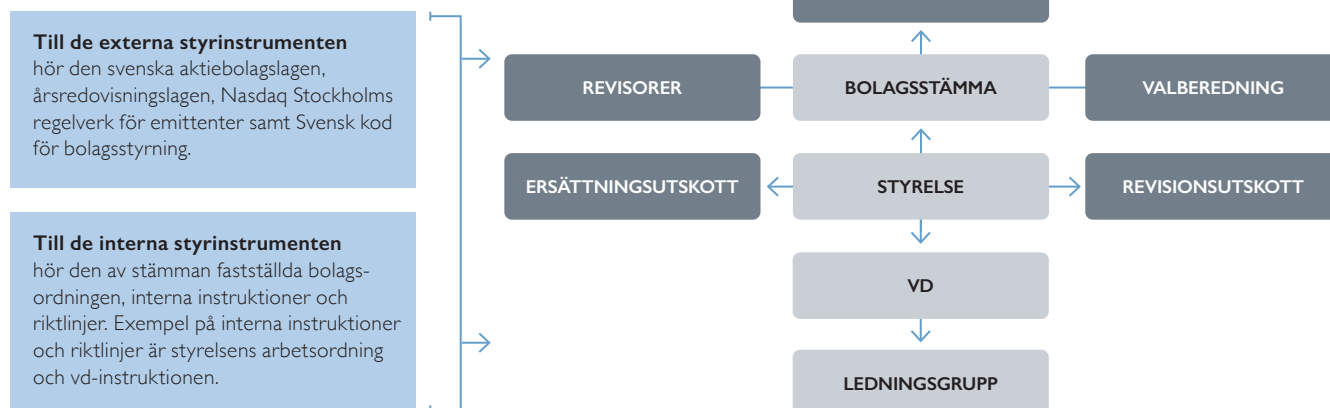 Till de externa styrinstrumenten
hör den svenska aktiebolagslagen,
årsredovisningslagen, Nasdaq Stockholms
regelverk för emittenter samt Svensk kod
för bolagsstyrning.
Till de interna styrinstrumenten
hör den av stämman fastställda bolags-
ordningen, interna instruktioner och
riktlinjer. Exempel på interna instruktioner
och riktlinjer är styrelsens arbetsordning
och vd-instruktionen.
REVISORER
BOLAGSSTÄMMA
VALBEREDNING
ERSÄTTNINGSUTSKOTT
STYRELSE
REVISIONSUTSKOTT
VD
LEDNINGSGRUPP